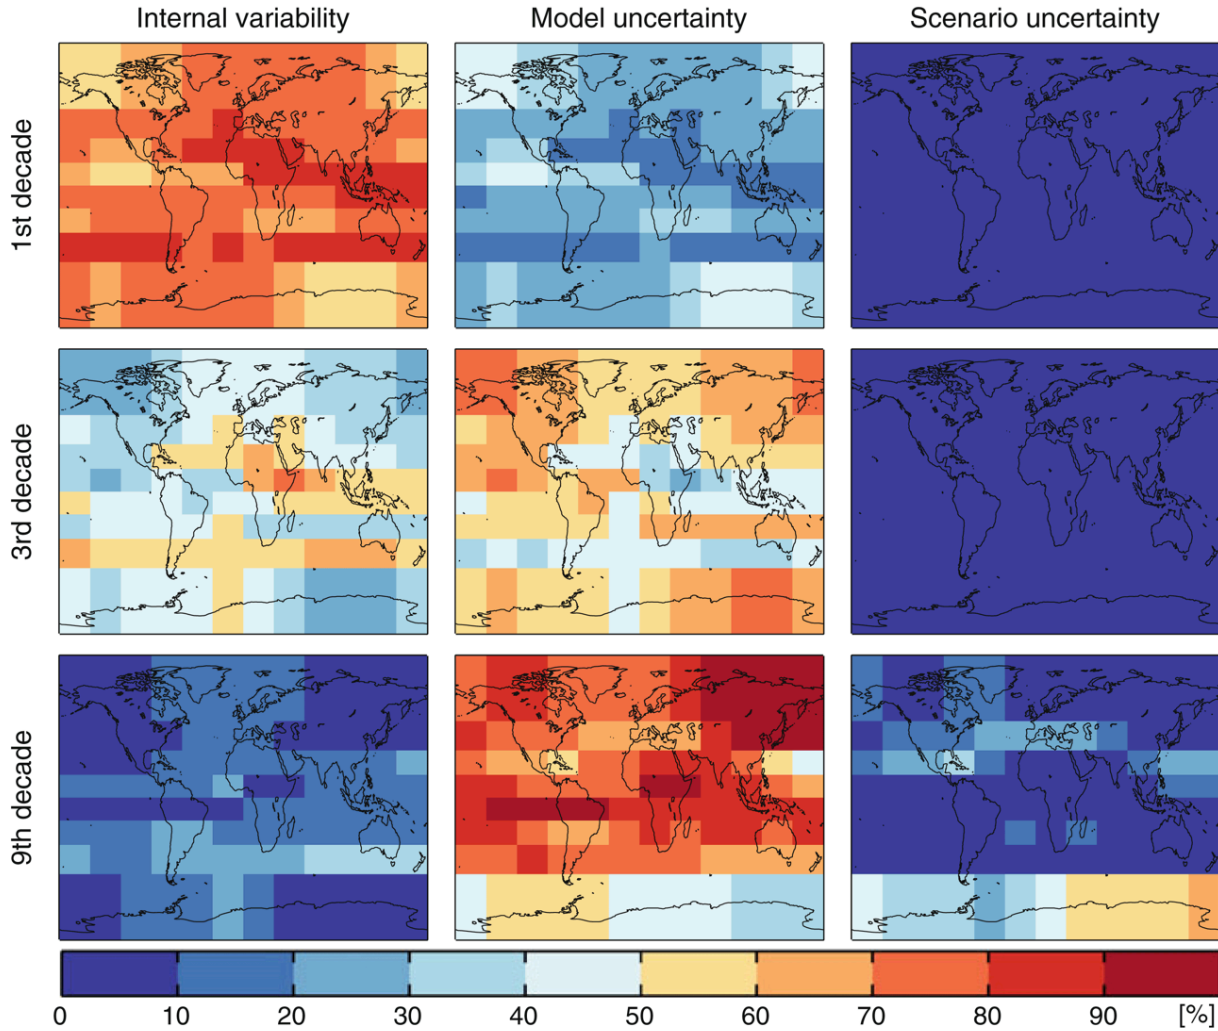 Internal variability Model uncertainty Scenario uncertainty
1st decade
3rd decade
9th decade
0 10 20 30 40 50 60 70 80 90 [%]